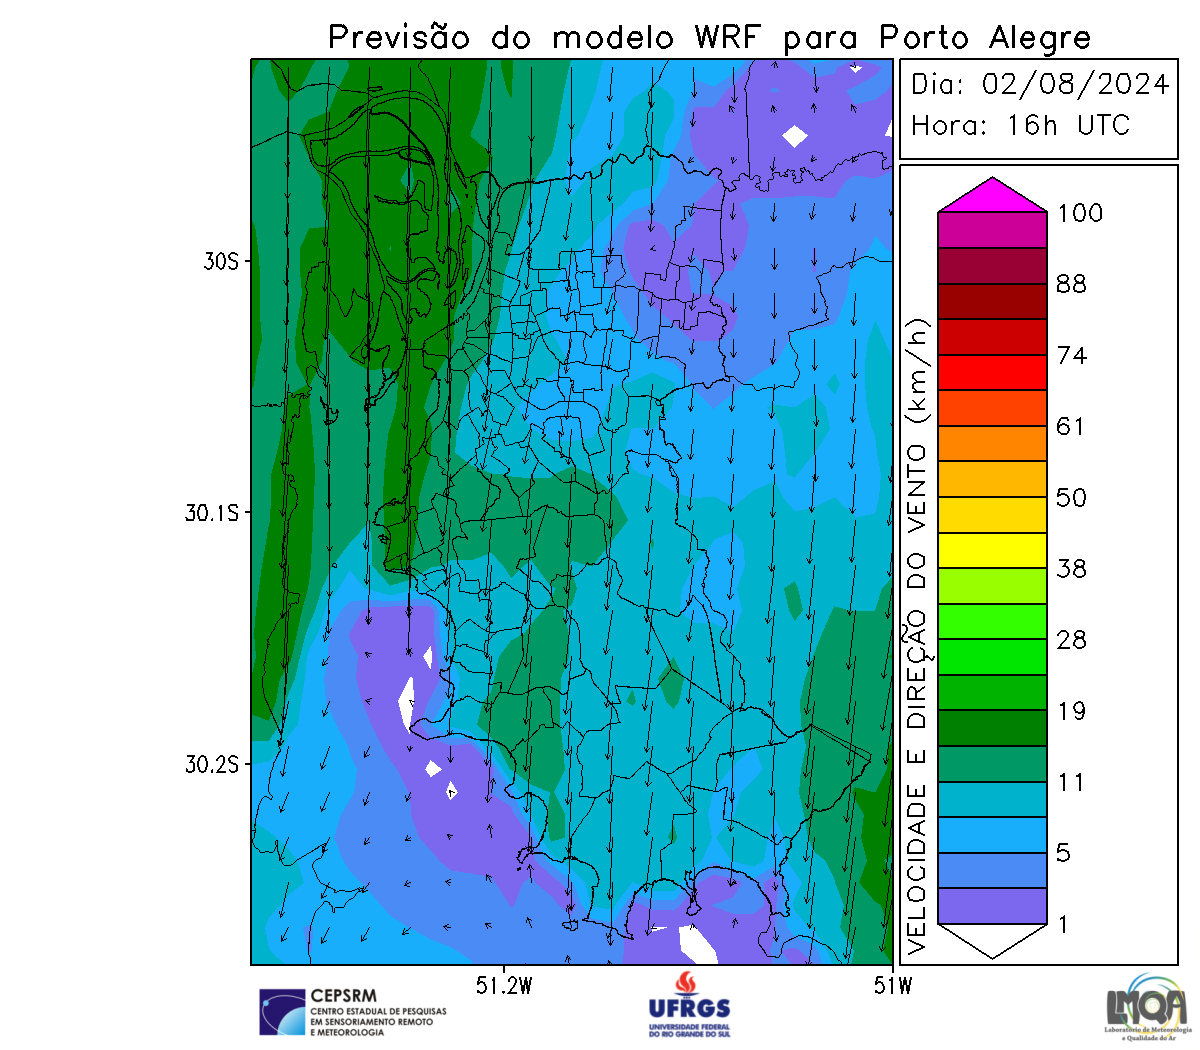 Previsão do modelo WRF para Porto Alegre
Dia: 02/08/2024
Hora: 16h UTC
30S
30.1S
30.2S
51.2W
51W
VELOCIDADE E DIREÇÃO DO VENTO (km/h)
100
88
74
61
50
38
28
19
11
5
1
CEPSRM
CENTRO ESTADUAL DE PESQUISAS
EM SENSORIAMENTO REMOTO
E METEOROLOGIA
UFRGS
UNIVERSIDADE FEDERAL
DO RIO GRANDE DO SUL
LMQA
Laboratório de Meteorologia
e Qualidade do Ar